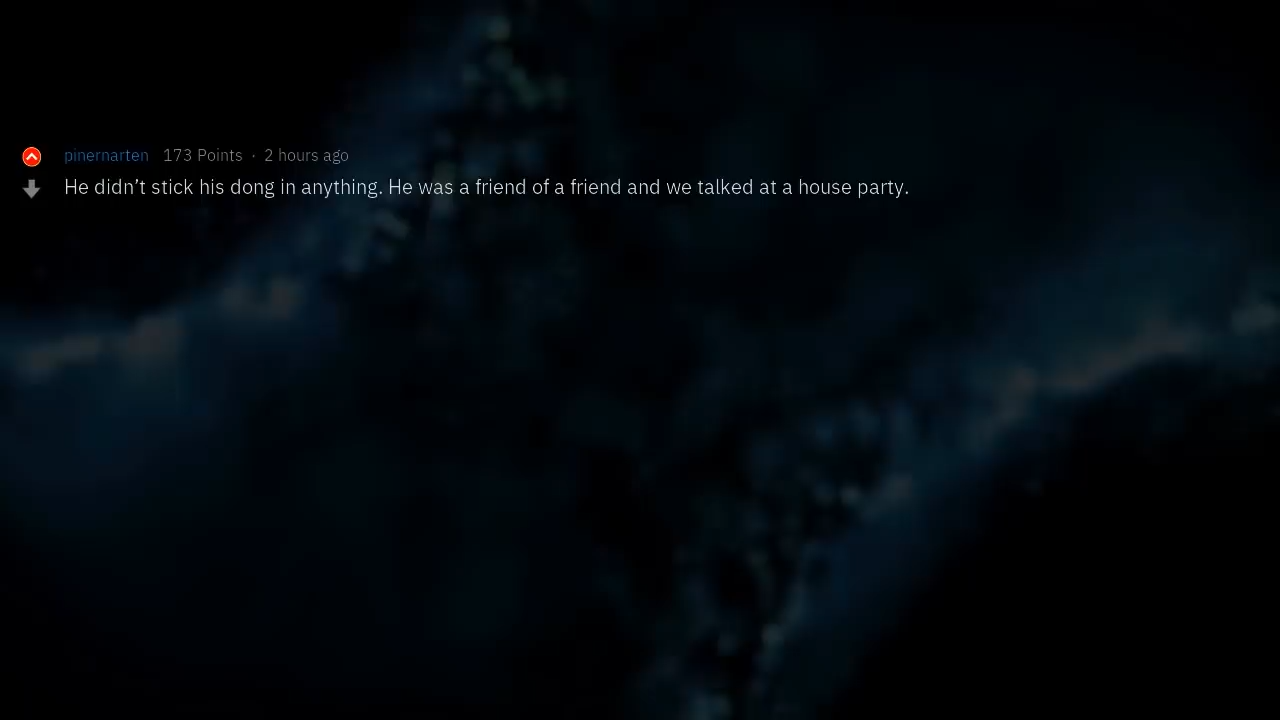 pinernarten 173 Points · 2 hours ago
He didn’t stick his dong in anything. He was a friend of a friend and we talked at a house party.